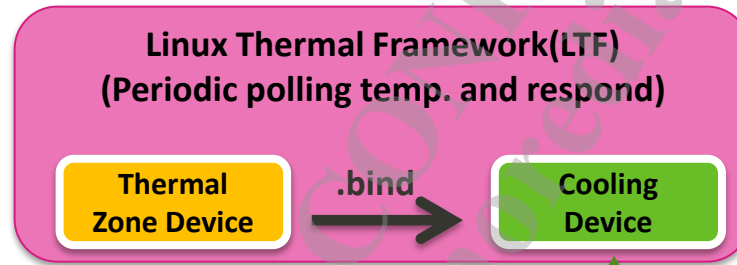 Linux Thermal Framework(LTF)
(Periodic polling temp. and respond)
Thermal
Zone Device
.bind
Cooling
Device